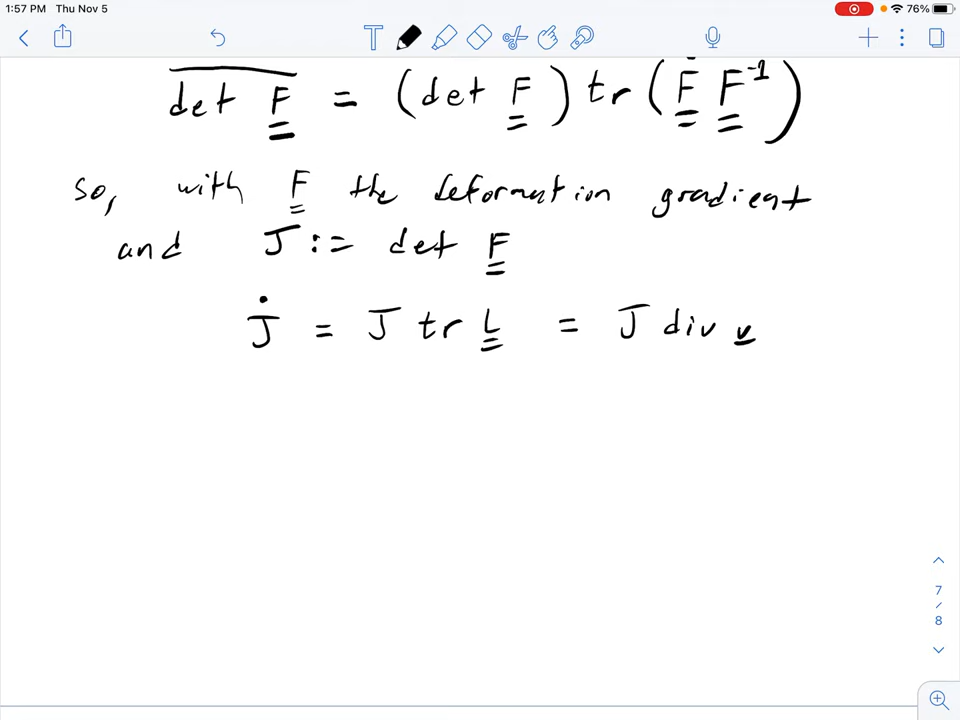 1:57 PM Thu Nov 5 76%
det F = (det F) tr(Ḟ F⁻¹)
so, with F the deformation gradient
and J := det F
J̇ = J tr L = J div v
7 / 8